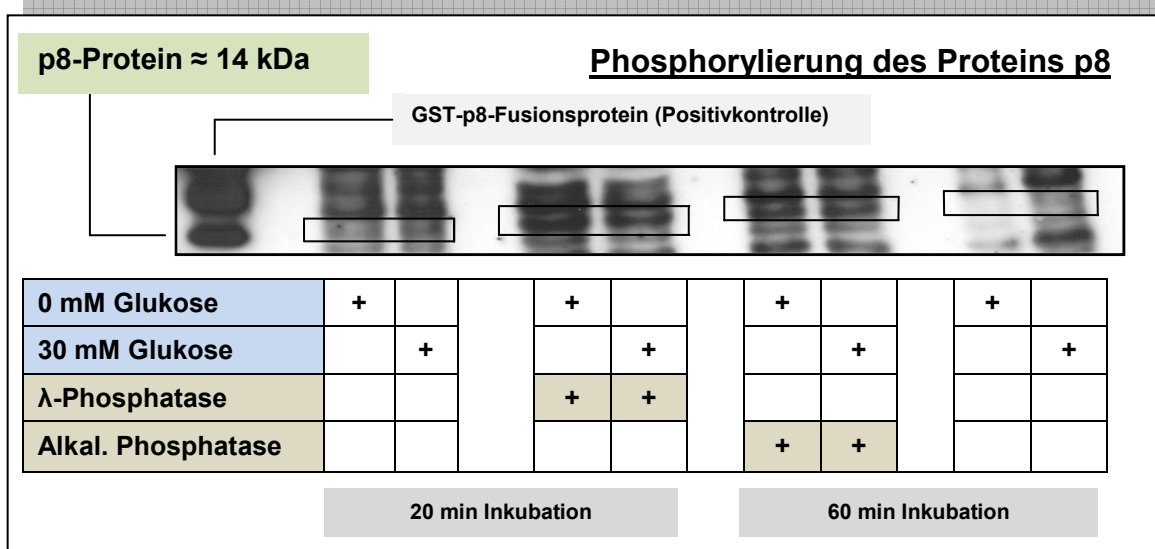 p8-Protein ≈ 14 kDa
Phosphorylierung des Proteins p8
GST-p8-Fusionsprotein (Positivkontrolle)
0 mM Glukose + + + +
30 mM Glukose + + + +
λ-Phosphatase + +
Alkal. Phosphatase + +
20 min Inkubation 60 min Inkubation